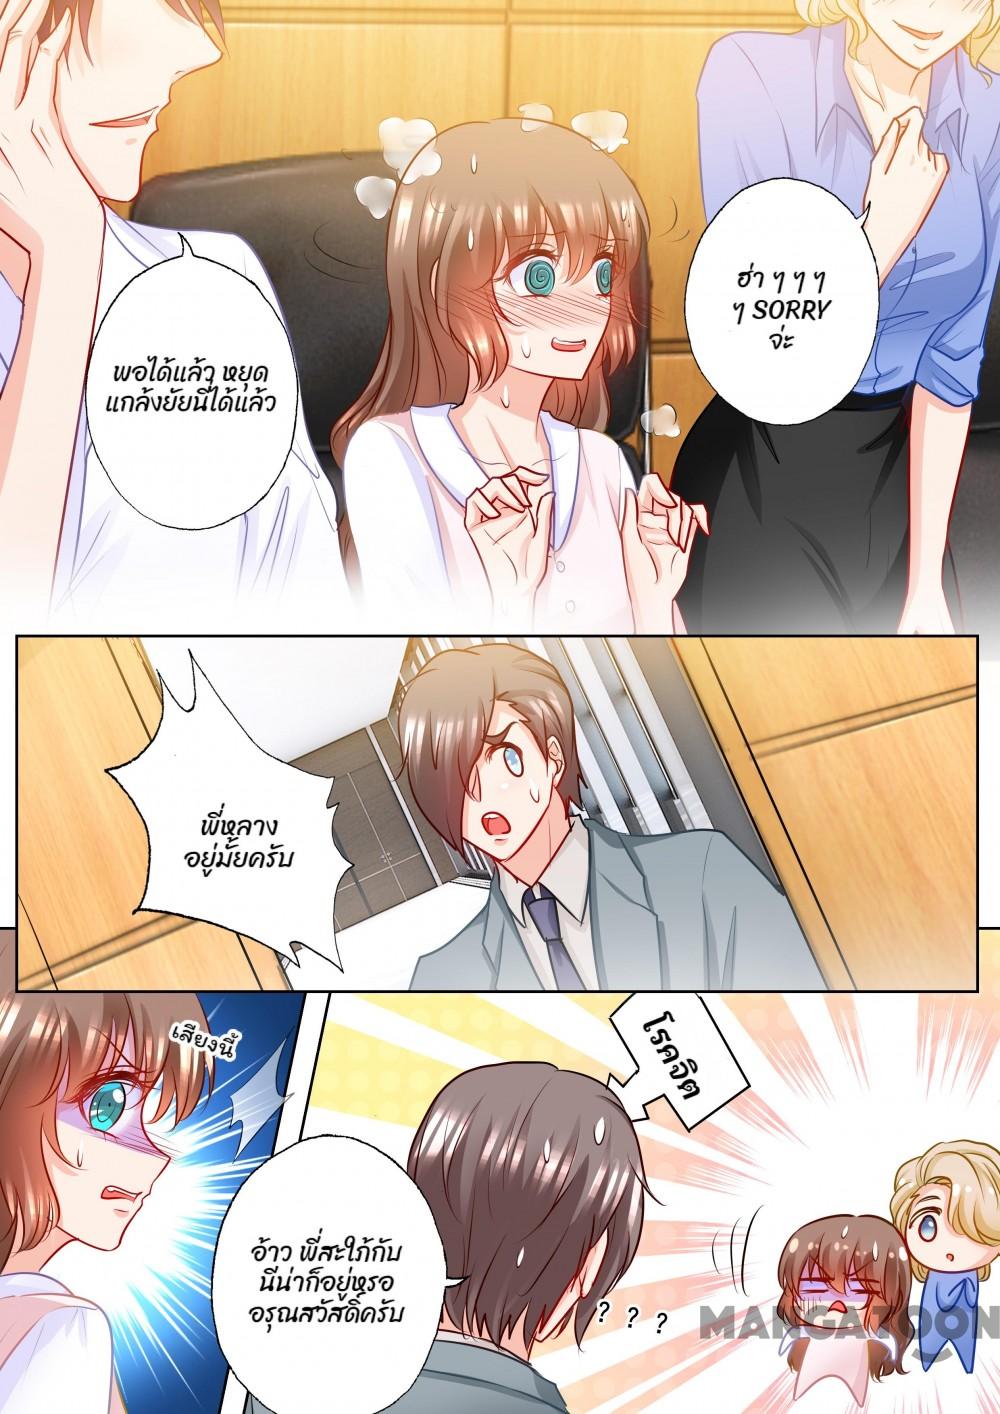 ฮ่า ๆ ๆ ๆ
ๆ SORRY
จ่ะ
พอได้แล้ว หยุด
แกล้งยัยนี่ได้แล้ว
พี่หลาง
อยู่มั้ยครับ
เสียงนี้
โรคจิต
อ้าว พี่สะใภ้กับ
นีน่าก็อยู่หรอ
อรุณสวัสดิ์ครับ
? ? ?
MANGATOON